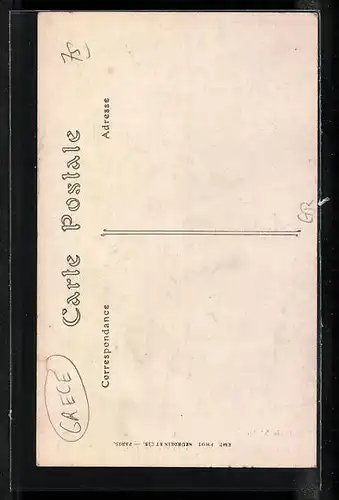 Carte Postale
Correspondance
Adresse
GRECE
75
GR
IMP. PHOT. NEURDEIN ET CIE. — PARIS.